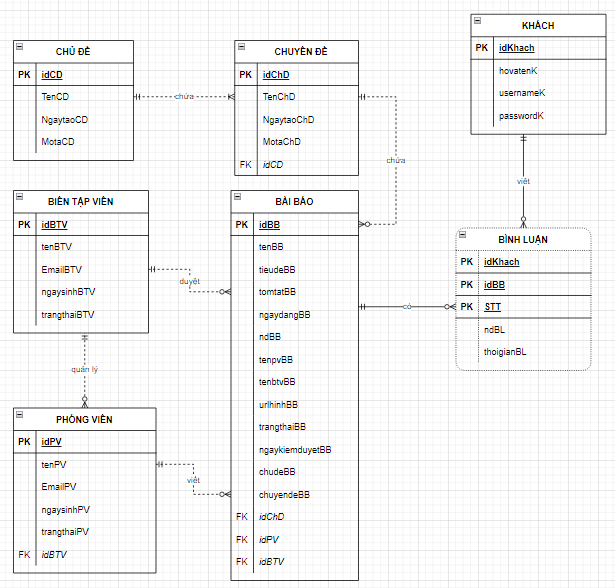 CHỦ ĐỀ
PK idCD
TenCD
NgaytaoCD
MotaCD
chứa
CHUYÊN ĐỀ
PK idChD
TenChD
NgaytaoChD
MotaChD
FK idCD
chứa
KHÁCH
PK idKhach
hovatenK
usernameK
passwordK
viết
BIÊN TẬP VIÊN
PK idBTV
tenBTV
EmailBTV
ngaysinhBTV
trangthaiBTV
duyệt
quản lý
BÀI BÁO
PK idBB
tenBB
tieudeBB
tomtatBB
ngaydangBB
ndBB
tenpvBB
tenbtvBB
urlhinhBB
trangthaiBB
ngaykiemduyetBB
chudeBB
chuyendeBB
FK idChD
FK idPV
FK idBTV
có
BÌNH LUẬN
PK idKhach
PK idBB
PK STT
ndBL
thoigianBL
PHÓNG VIÊN
PK idPV
tenPV
EmailPV
ngaysinhPV
trangthaiPV
FK idBTV
viết